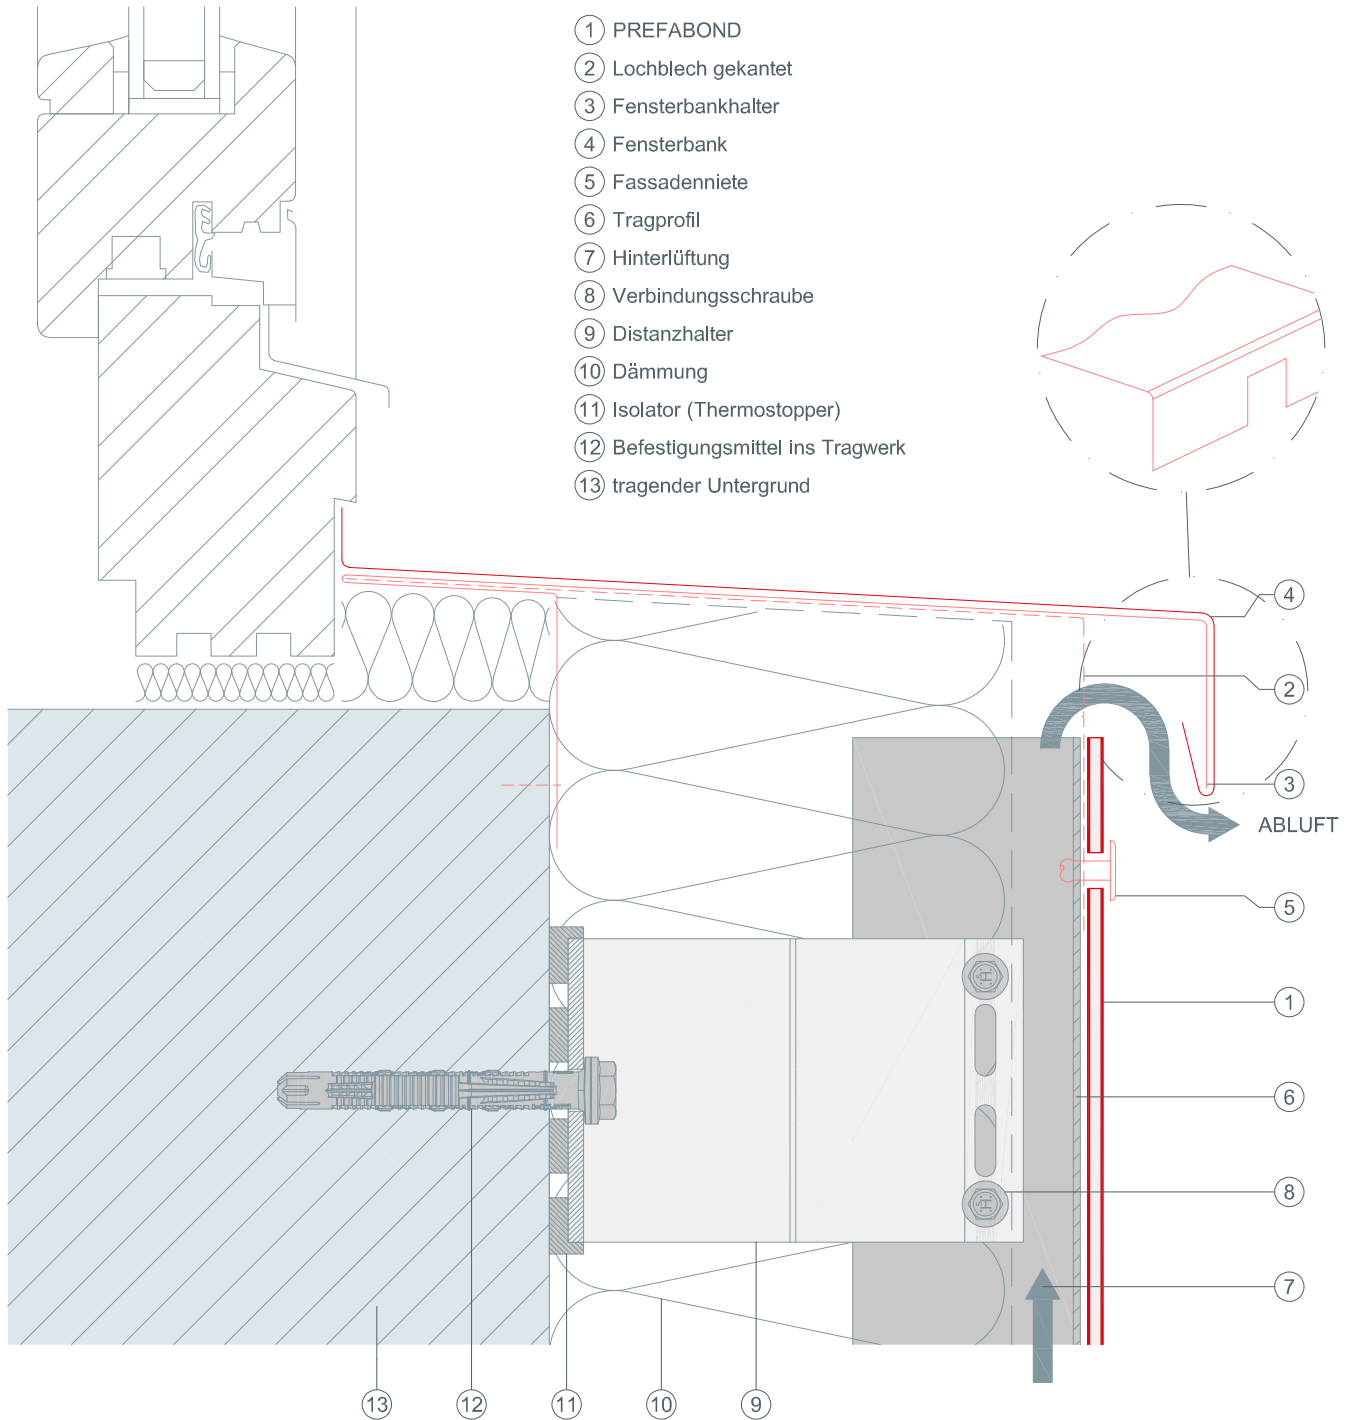 1 PREFABOND
2 Lochblech gekantet
3 Fensterbankhalter
4 Fensterbank
5 Fassadenniete
6 Tragprofil
7 Hinterlüftung
8 Verbindungsschraube
9 Distanzhalter
10 Dämmung
11 Isolator (Thermostopper)
12 Befestigungsmittel ins Tragwerk
13 tragender Untergrund
4
2
3
ABLUFT
5
1
6
8
7
13
12
11
10
9